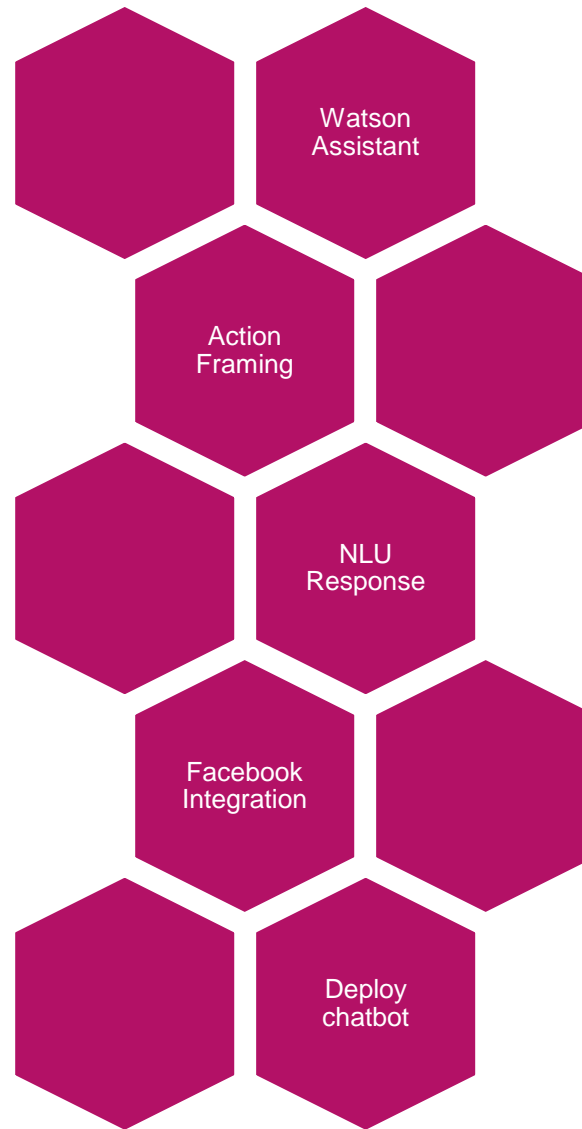 Watson
Assistant
Action
Framing
NLU
Response
Facebook
Integration
Deploy
chatbot